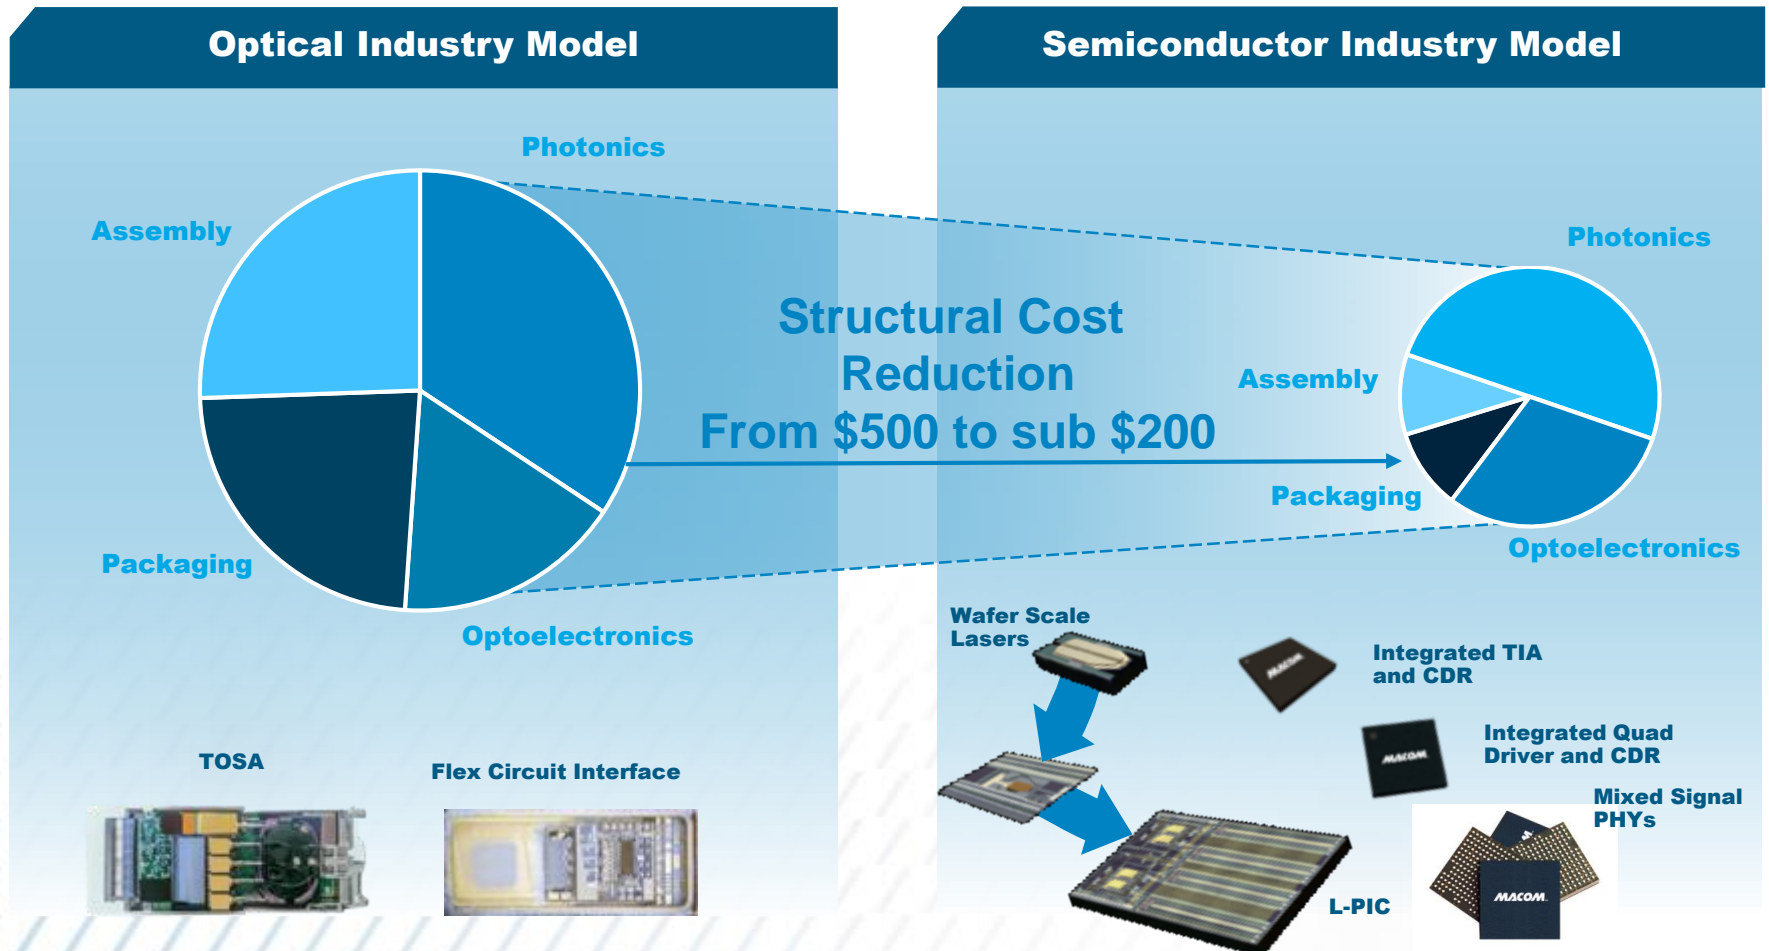 Optical Industry Model
Semiconductor Industry Model
Photonics
Assembly
Packaging
Optoelectronics
Structural Cost
Reduction
From $500 to sub $200
Photonics
Assembly
Packaging
Optoelectronics
TOSA
Flex Circuit Interface
Wafer Scale
Lasers
MACOM
Integrated TIA
and CDR
MACOM
Integrated Quad
Driver and CDR
Mixed Signal
PHYs
MACOM
L-PIC